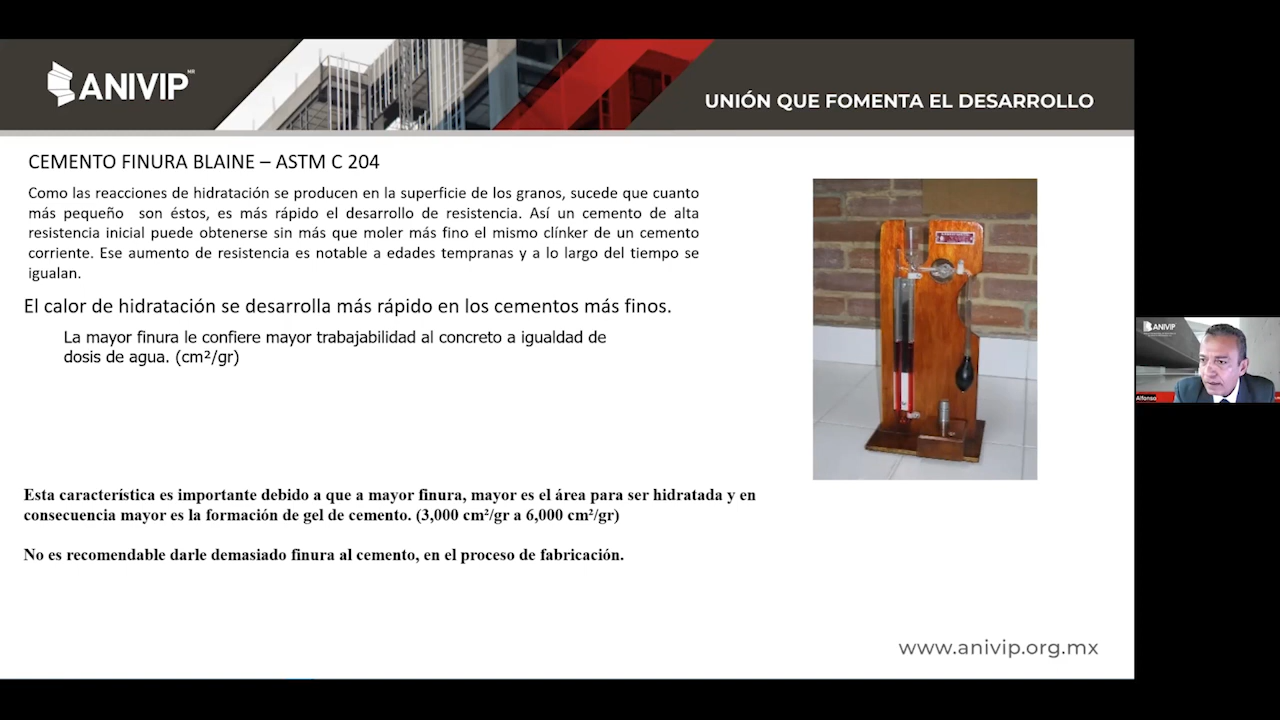 ANIVIP
UNIÓN QUE FOMENTA EL DESARROLLO
CEMENTO FINURA BLAINE – ASTM C 204
Como las reacciones de hidratación se producen en la superficie de los granos, sucede que cuanto
más pequeño son éstos, es más rápido el desarrollo de resistencia. Así un cemento de alta
resistencia inicial puede obtenerse sin más que moler más fino el mismo clínker de un cemento
corriente. Ese aumento de resistencia es notable a edades tempranas y a lo largo del tiempo se
igualan.
El calor de hidratación se desarrolla más rápido en los cementos más finos.
La mayor finura le confiere mayor trabajabilidad al concreto a igualdad de
dosis de agua. (cm²/gr)
Esta característica es importante debido a que a mayor finura, mayor es el área para ser hidratada y en
consecuencia mayor es la formación de gel de cemento. (3,000 cm²/gr a 6,000 cm²/gr)
No es recomendable darle demasiado finura al cemento, en el proceso de fabricación.
www.anivip.org.mx
ANIVIP
Alfonso